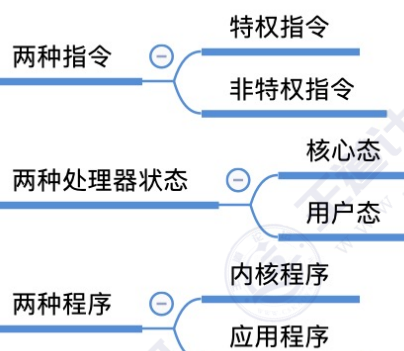 特权指令
两种指令
非特权指令
核心态
两种处理器状态
用户态
内核程序
两种程序
应用程序